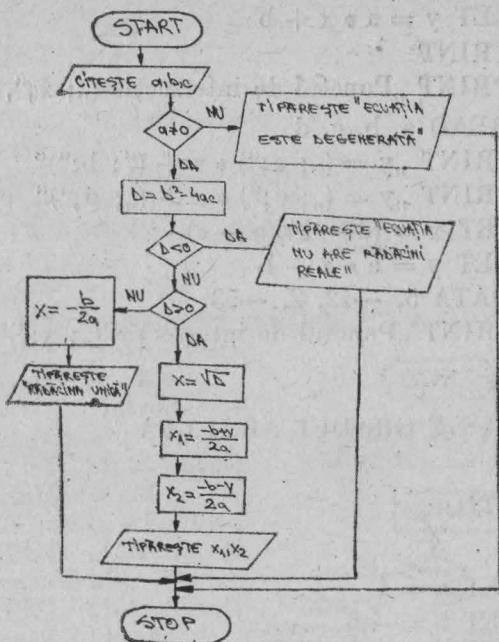 START
CITEȘTE a,b,c
a≠0
NU
TIPĂREȘTE "ECUAȚIA
ESTE DEGENERATĂ"
DA
Δ=b²-4ac
Δ<0
DA
TIPĂREȘTE "ECUAȚIA
NU ARE RĂDĂCINI
REALE"
NU
Δ>0
NU
X=-b/2a
TIPĂREȘTE
"RĂDĂCINA UNICĂ"
DA
X=√Δ
X₁=-b+y/2a
X₂=-b-y/2a
TIPĂREȘTE X₁,X₂
STOP